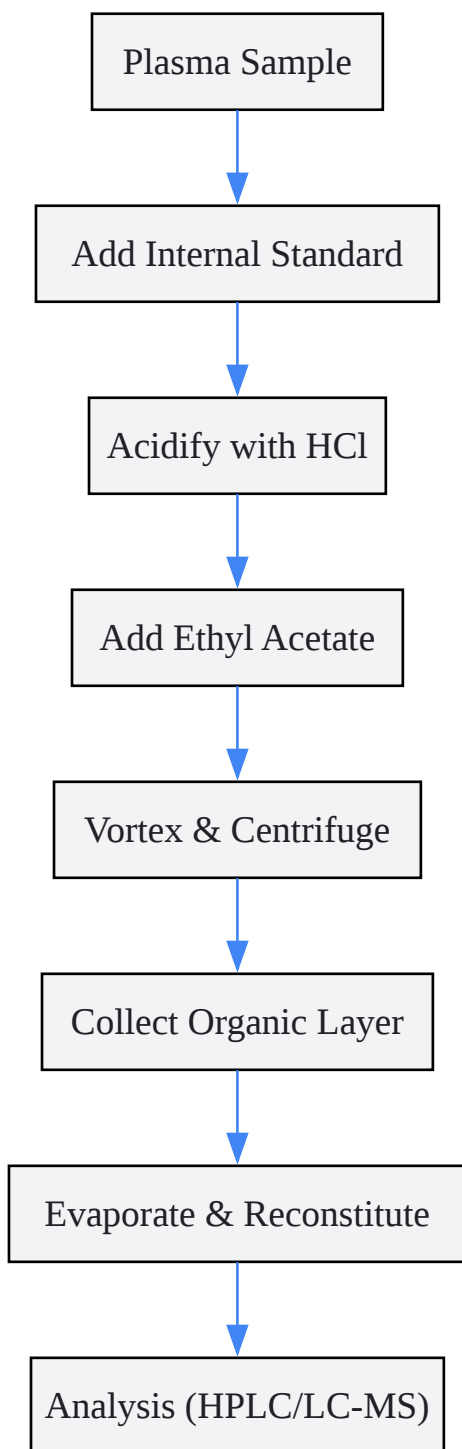 Plasma Sample
Add Internal Standard
Acidify with HCl
Add Ethyl Acetate
Vortex & Centrifuge
Collect Organic Layer
Evaporate & Reconstitute
Analysis (HPLC/LC-MS)